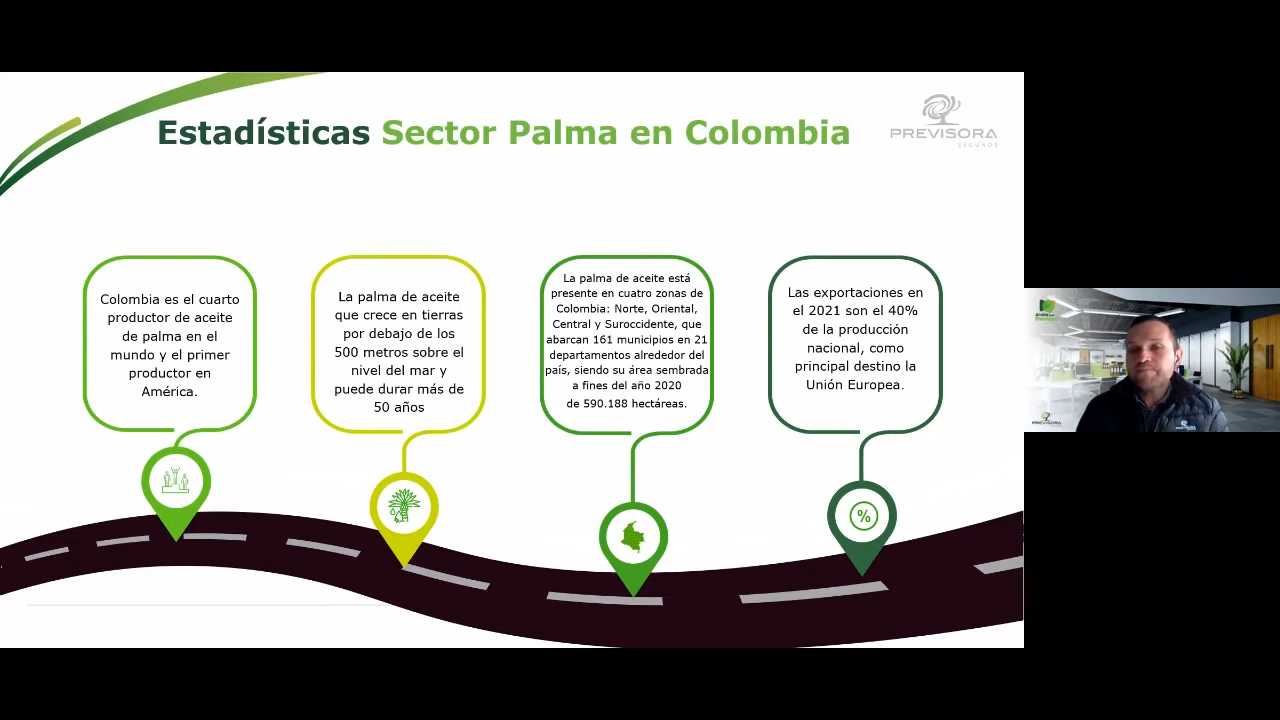 Estadísticas Sector Palma en Colombia
PREVISORA
SEGUROS
Colombia es el cuarto
productor de aceite
de palma en el
mundo y el primer
productor en
América.
La palma de aceite
que crece en tierras
por debajo de los
500 metros sobre el
nivel del mar y
puede durar más de
50 años
La palma de aceite está
presente en cuatro zonas de
Colombia: Norte, Oriental,
Central y Suroccidente, que
abarcan 161 municipios en 21
departamentos alrededor del
país, siendo su área sembrada
a fines del año 2020
de 590.188 hectáreas.
Las exportaciones en
el 2021 son el 40%
de la producción
nacional, como
principal destino la
Unión Europea.
%
PREVISORA